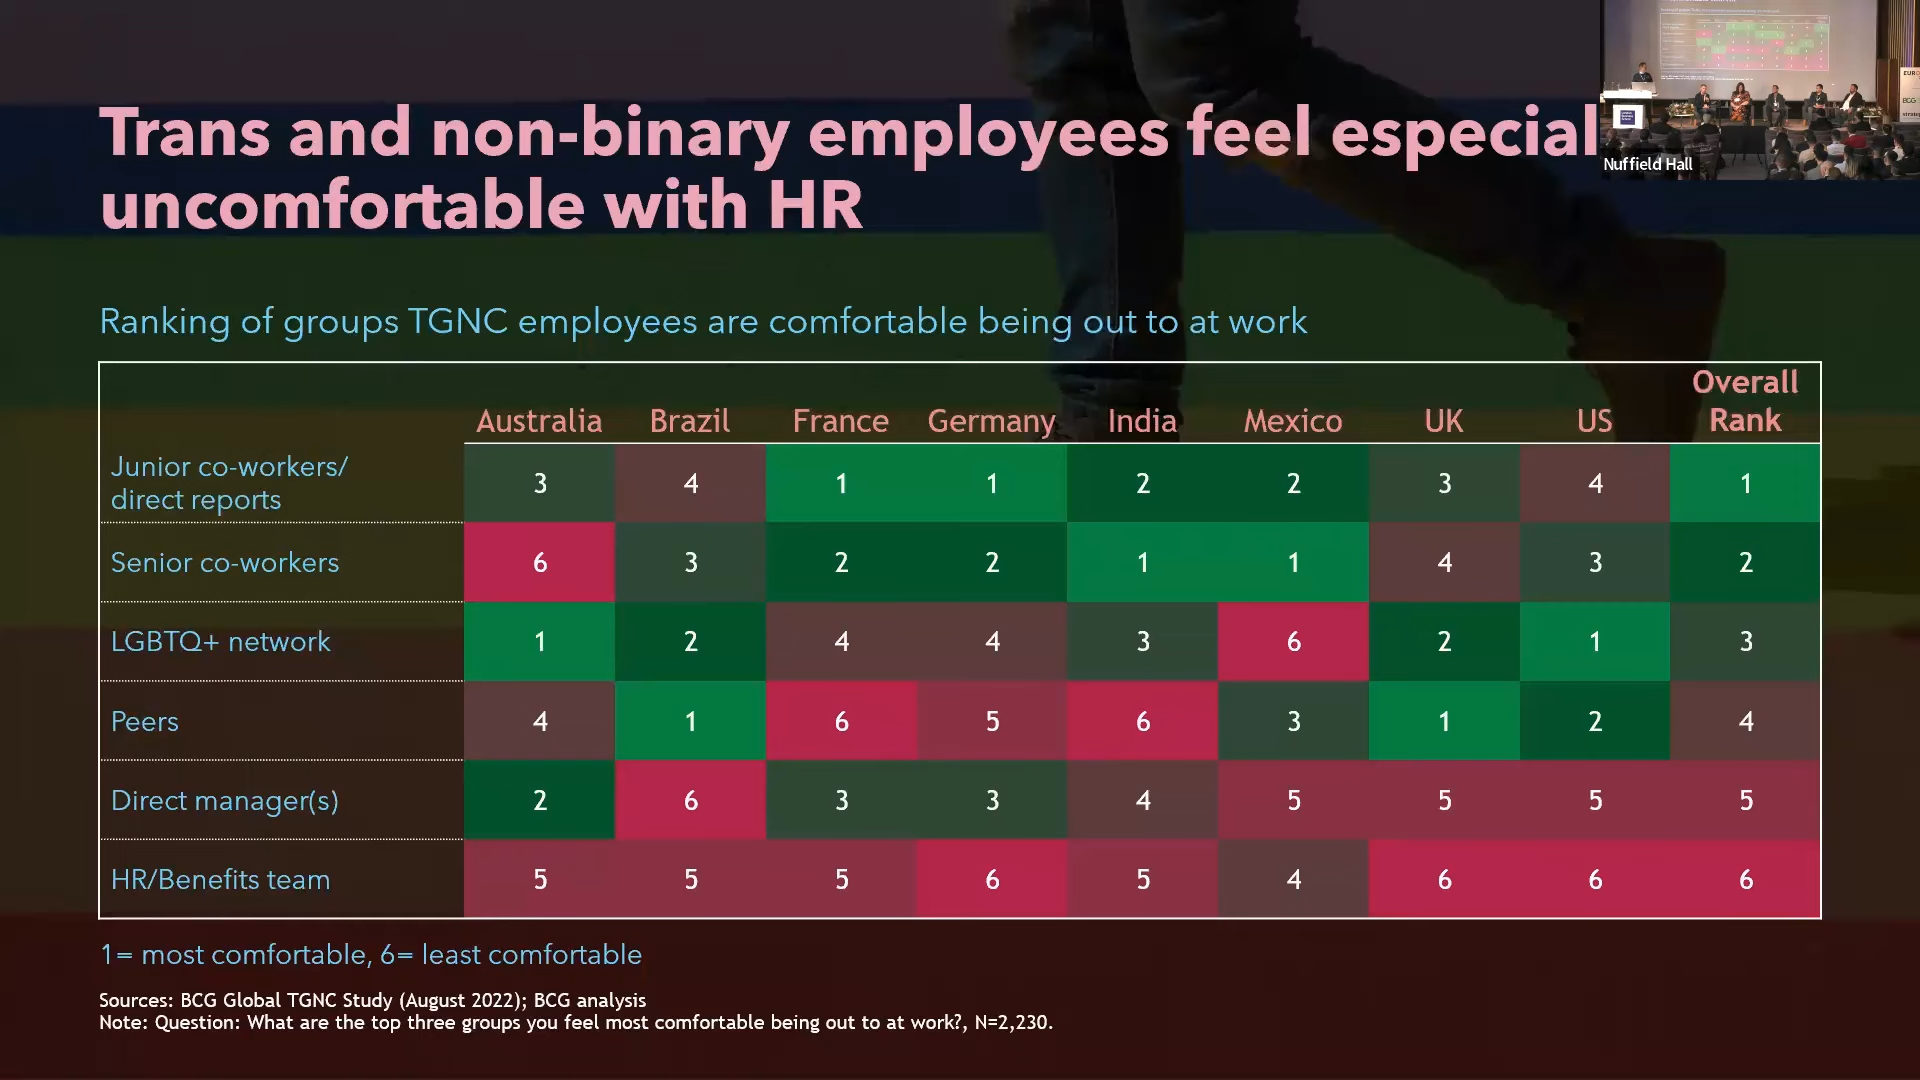 Trans and non-binary employees feel especial
uncomfortable with HR
Nuffield Hall
EURO
BCG
Ranking of groups TGNC employees are comfortable being out to at work
Australia Brazil France Germany India Mexico UK US Overall Rank
Junior co-workers/
direct reports 3 4 1 1 2 2 3 4 1
Senior co-workers 6 3 2 2 1 1 4 3 2
LGBTQ+ network 1 2 4 4 3 6 2 1 3
Peers 4 1 6 5 6 3 1 2 4
Direct manager(s) 2 6 3 3 4 5 5 5 5
HR/Benefits team 5 5 5 6 5 4 6 6 6
1= most comfortable, 6= least comfortable
Sources: BCG Global TGNC Study (August 2022); BCG analysis
Note: Question: What are the top three groups you feel most comfortable being out to at work?, N=2,230.